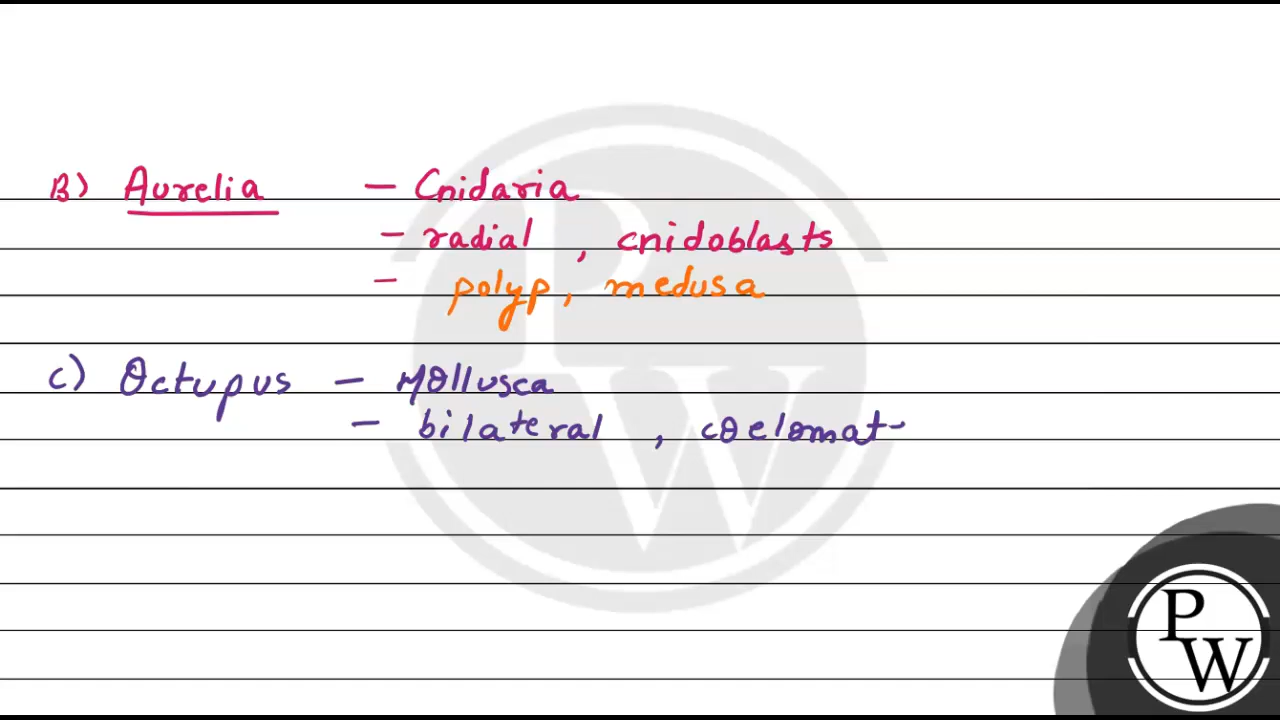 B) Aurelia - Cnidaria
- radial , cnidoblasts
- polyp, medusa
C) Octupus - Mollusca
- bilateral , coelomat-
P
W
P
W